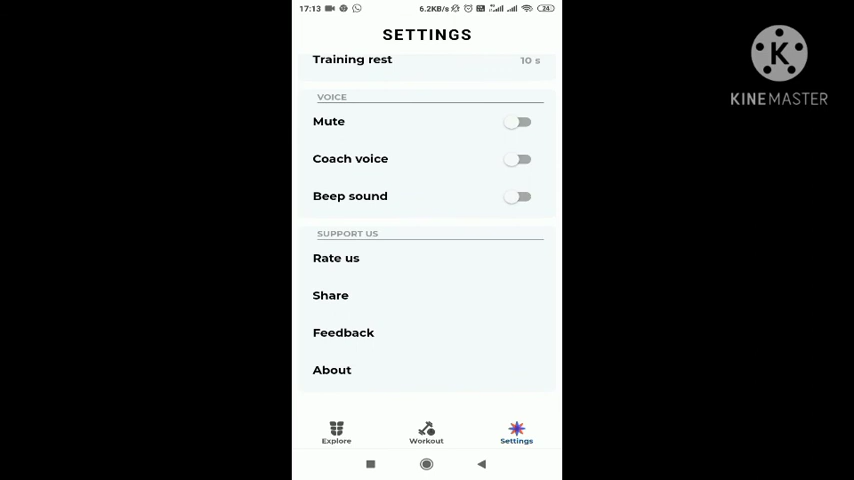 17:13 6.2KB/s 24
SETTINGS
Training rest 10 s
VOICE
Mute
Coach voice
Beep sound
SUPPORT US
Rate us
Share
Feedback
About
Explore Workout Settings
K
KINEMASTER